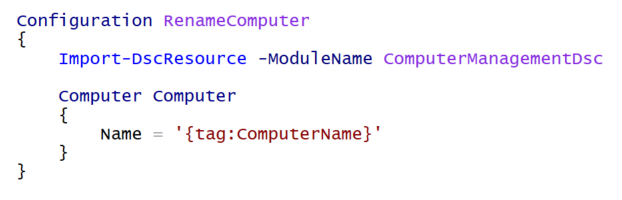 Configuration RenameComputer
{
    Import-DscResource -ModuleName ComputerManagementDsc

    Computer Computer
    {
        Name = '{tag:ComputerName}'
    }
}